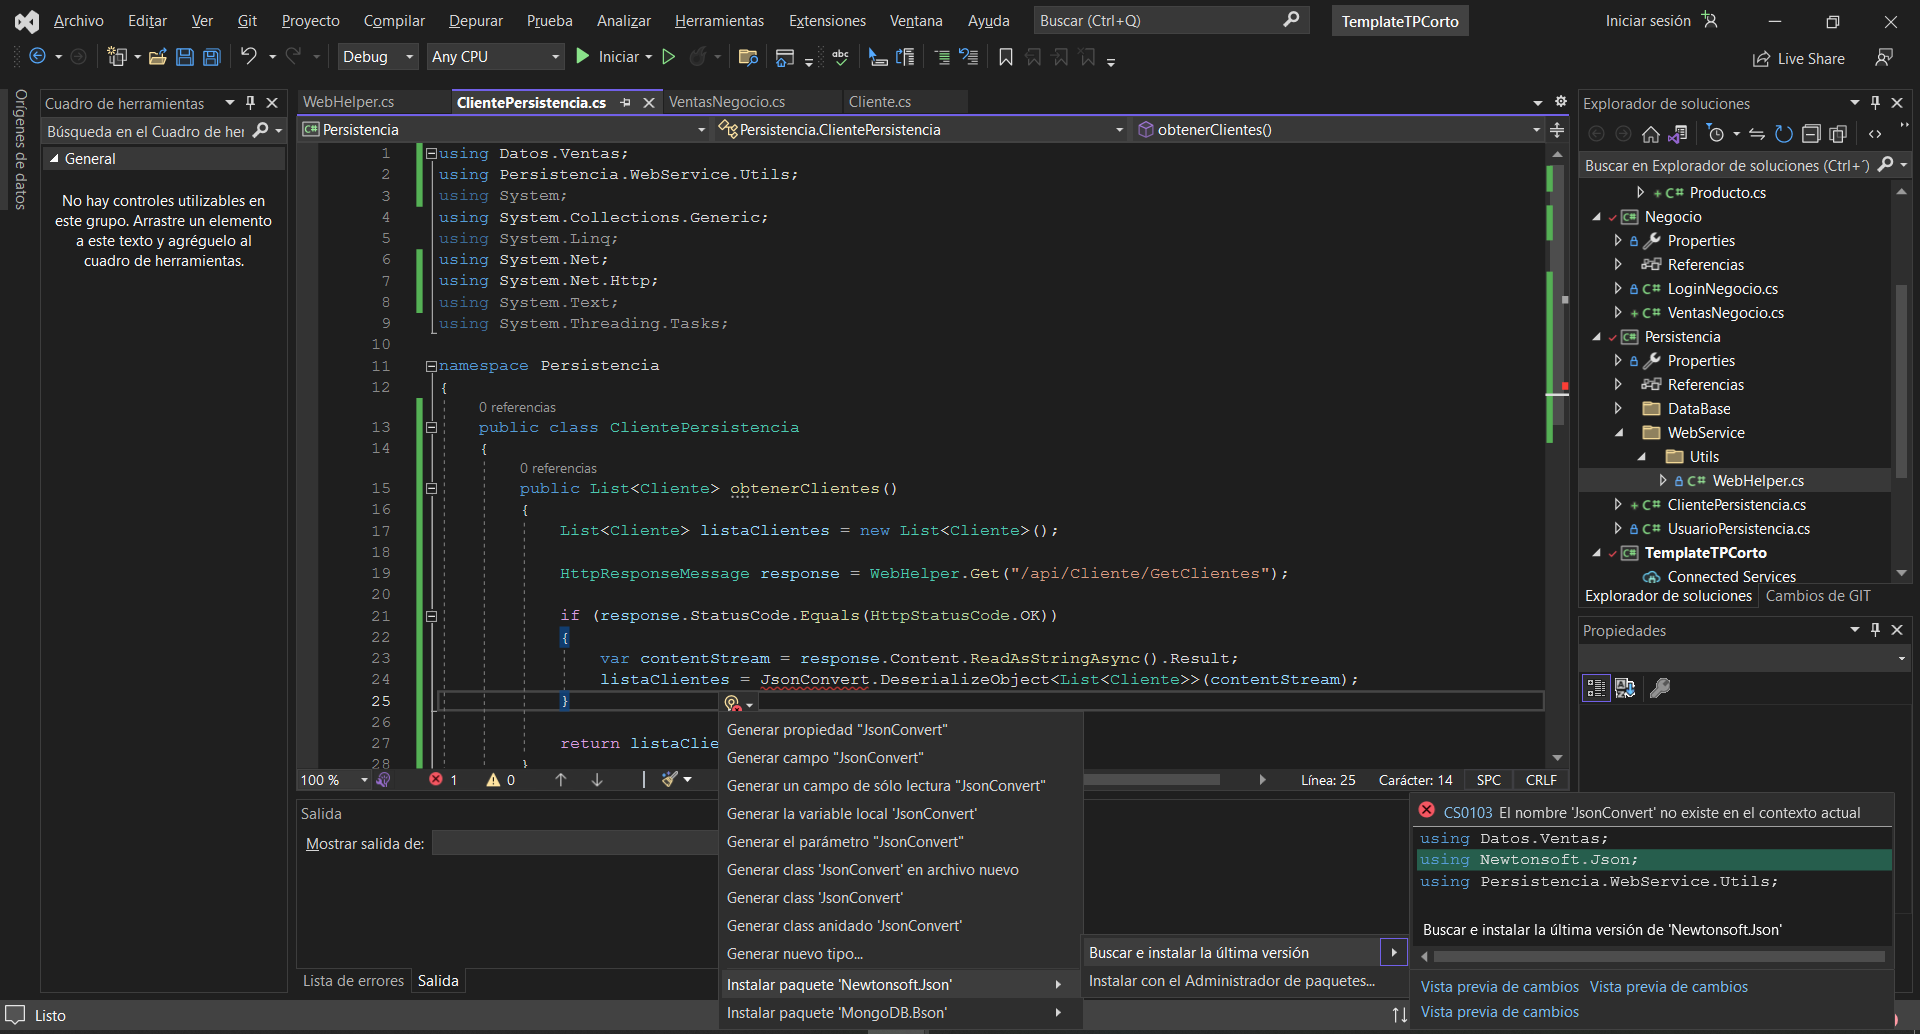 Archivo Editar Ver Git Proyecto Compilar Depurar Prueba Analizar Herramientas Extensiones Ventana Ayuda Buscar (Ctrl+Q) TemplateTPCorto Iniciar sesión
Debug Any CPU Iniciar Live Share
Orígenes de datos
Cuadro de herramientas
Búsqueda en el Cuadro de her
General
No hay controles utilizables en
este grupo. Arrastre un elemento
a este texto y agréguelo al
cuadro de herramientas.
WebHelper.cs ClientePersistencia.cs VentasNegocio.cs Cliente.cs
Persistencia Persistencia.ClientePersistencia obtenerClientes()
1 using Datos.Ventas;
2 using Persistencia.WebService.Utils;
3 using System;
4 using System.Collections.Generic;
5 using System.Linq;
6 using System.Net;
7 using System.Net.Http;
8 using System.Text;
9 using System.Threading.Tasks;
10
11 namespace Persistencia
12 {
0 referencias
13 public class ClientePersistencia
14 {
0 referencias
15 public List<Cliente> obtenerClientes()
16 {
17 List<Cliente> listaClientes = new List<Cliente>();
18
19 HttpResponseMessage response = WebHelper.Get("/api/Cliente/GetClientes");
20
21 if (response.StatusCode.Equals(HttpStatusCode.OK))
22 {
23 var contentStream = response.Content.ReadAsStringAsync().Result;
24 listaClientes = JsonConvert.DeserializeObject<List<Cliente>>(contentStream);
25 }
26
27 return listaClie
28 }
100 % 1 0 Línea: 25 Carácter: 14 SPC CRLF
Generar propiedad "JsonConvert"
Generar campo "JsonConvert"
Generar un campo de sólo lectura "JsonConvert"
Generar la variable local 'JsonConvert'
Generar el parámetro "JsonConvert"
Generar class 'JsonConvert' en archivo nuevo
Generar class 'JsonConvert'
Generar class anidado 'JsonConvert'
Generar nuevo tipo...
Instalar paquete 'Newtonsoft.Json'
Instalar paquete 'MongoDB.Bson'
Buscar e instalar la última versión
Instalar con el Administrador de paquetes...
CS0103 El nombre 'JsonConvert' no existe en el contexto actual
using Datos.Ventas;
using Newtonsoft.Json;
using Persistencia.WebService.Utils;
Buscar e instalar la última versión de 'Newtonsoft.Json'
Vista previa de cambios Vista previa de cambios
Vista previa de cambios
Salida
Mostrar salida de:
Lista de errores Salida
Listo
Explorador de soluciones
Buscar en Explorador de soluciones (Ctrl+´)
Producto.cs
Negocio
Properties
Referencias
LoginNegocio.cs
VentasNegocio.cs
Persistencia
Properties
Referencias
DataBase
WebService
Utils
WebHelper.cs
ClientePersistencia.cs
UsuarioPersistencia.cs
TemplateTPCorto
Connected Services
Explorador de soluciones Cambios de GIT
Propiedades